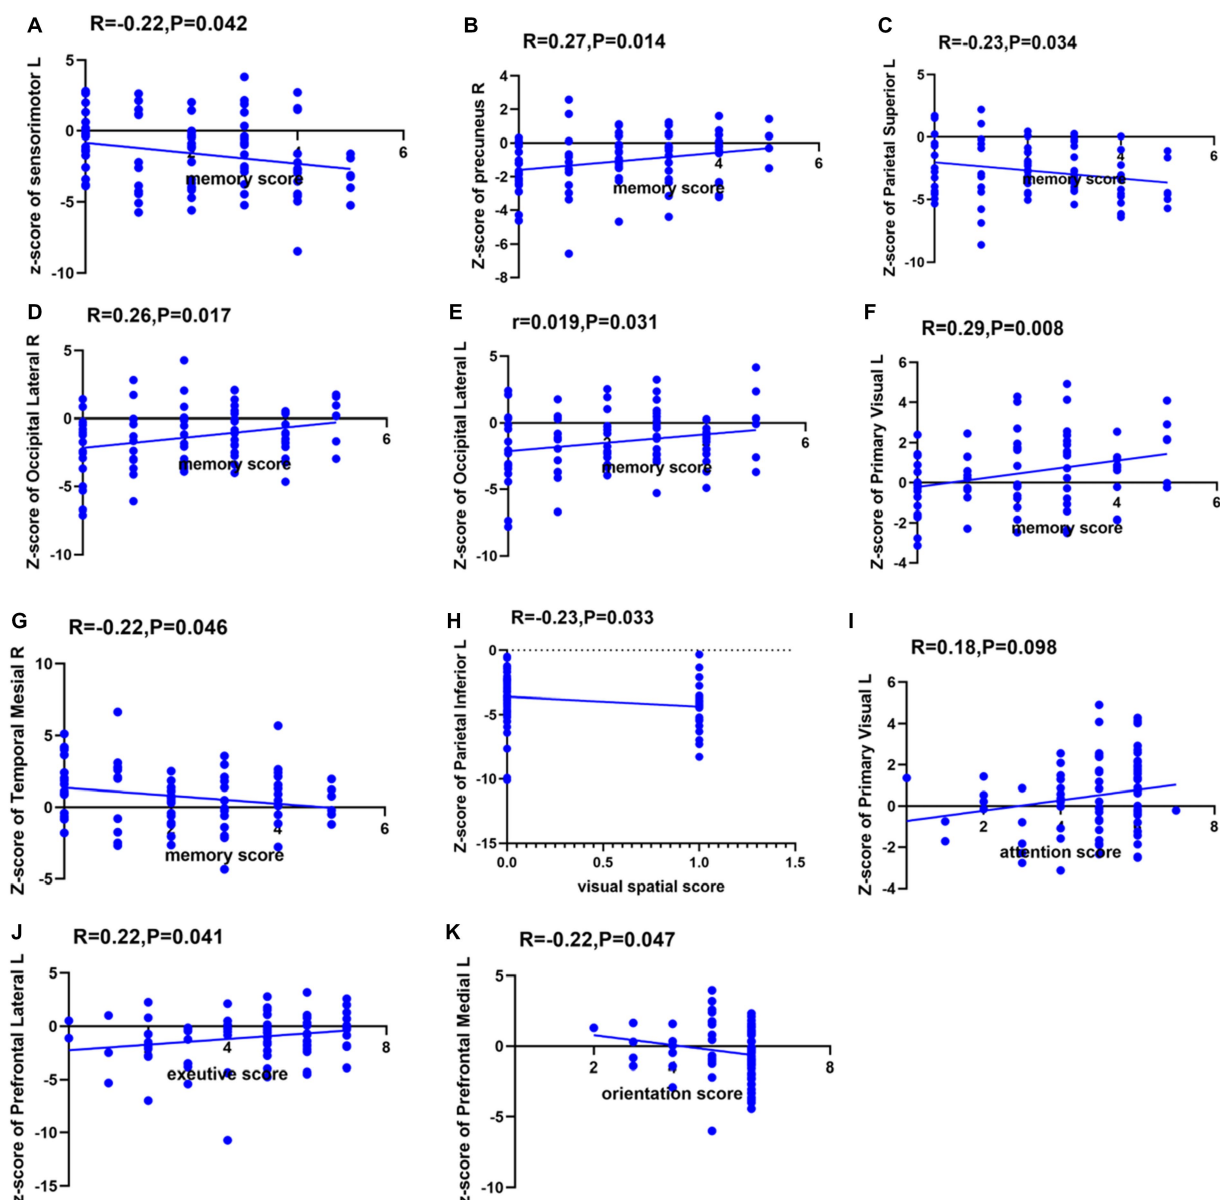 A
R=-0.22,P=0.042
z-score of sensorimotor L
5
0
-5
-10
2
4
6
memory score
B
R=0.27,P=0.014
Z-score of precuneus R
4
2
0
-2
-4
-6
-8
4
6
memory score
C
R=-0.23,P=0.034
Z-score of Parietal Superior L
5
0
-5
-10
4
6
memory score
D
R=0.26,P=0.017
Z-score of Occipital Lateral R
5
0
-5
-10
6
memory score
E
r=0.019,P=0.031
Z-score of Occipital Lateral L
5
0
-5
-10
2
6
memory score
F
R=0.29,P=0.008
Z-score of Primary Visual L
6
4
2
0
-2
-4
4
6
memory score
G
R=-0.22,P=0.046
Z-score of Temporal Mesial R
10
5
0
-5
2
4
6
memory score
H
R=-0.23,P=0.033
Z-score of Parietal Inferior L
0
-5
-10
-15
0.0
0.5
1.0
1.5
visual spatial score
I
R=0.18,P=0.098
Z-score of Primary Visual L
6
4
2
0
-2
-4
2
4
8
attention score
J
R=0.22,P=0.041
z-score of Prefrontal Lateral L
5
0
-5
-10
-15
4
8
exeutive score
K
R=-0.22,P=0.047
z-score of Prefrontal Medial L
5
0
-5
-10
2
4
8
orientation score